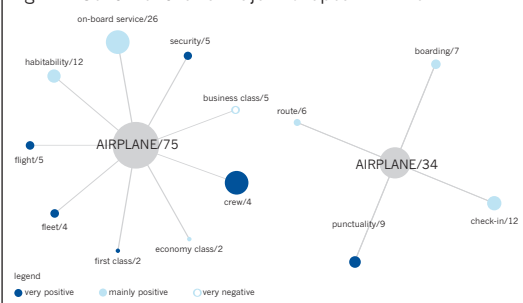 on-board service/26
security/5
habitability/12
business class/5
AIRPLANE/75
flight/5
crew/4
fleet/4
economy class/2
first class/2
boarding/7
route/6
AIRPLANE/34
check-in/12
punctuality/9
legend
very positive
mainly positive
very negative